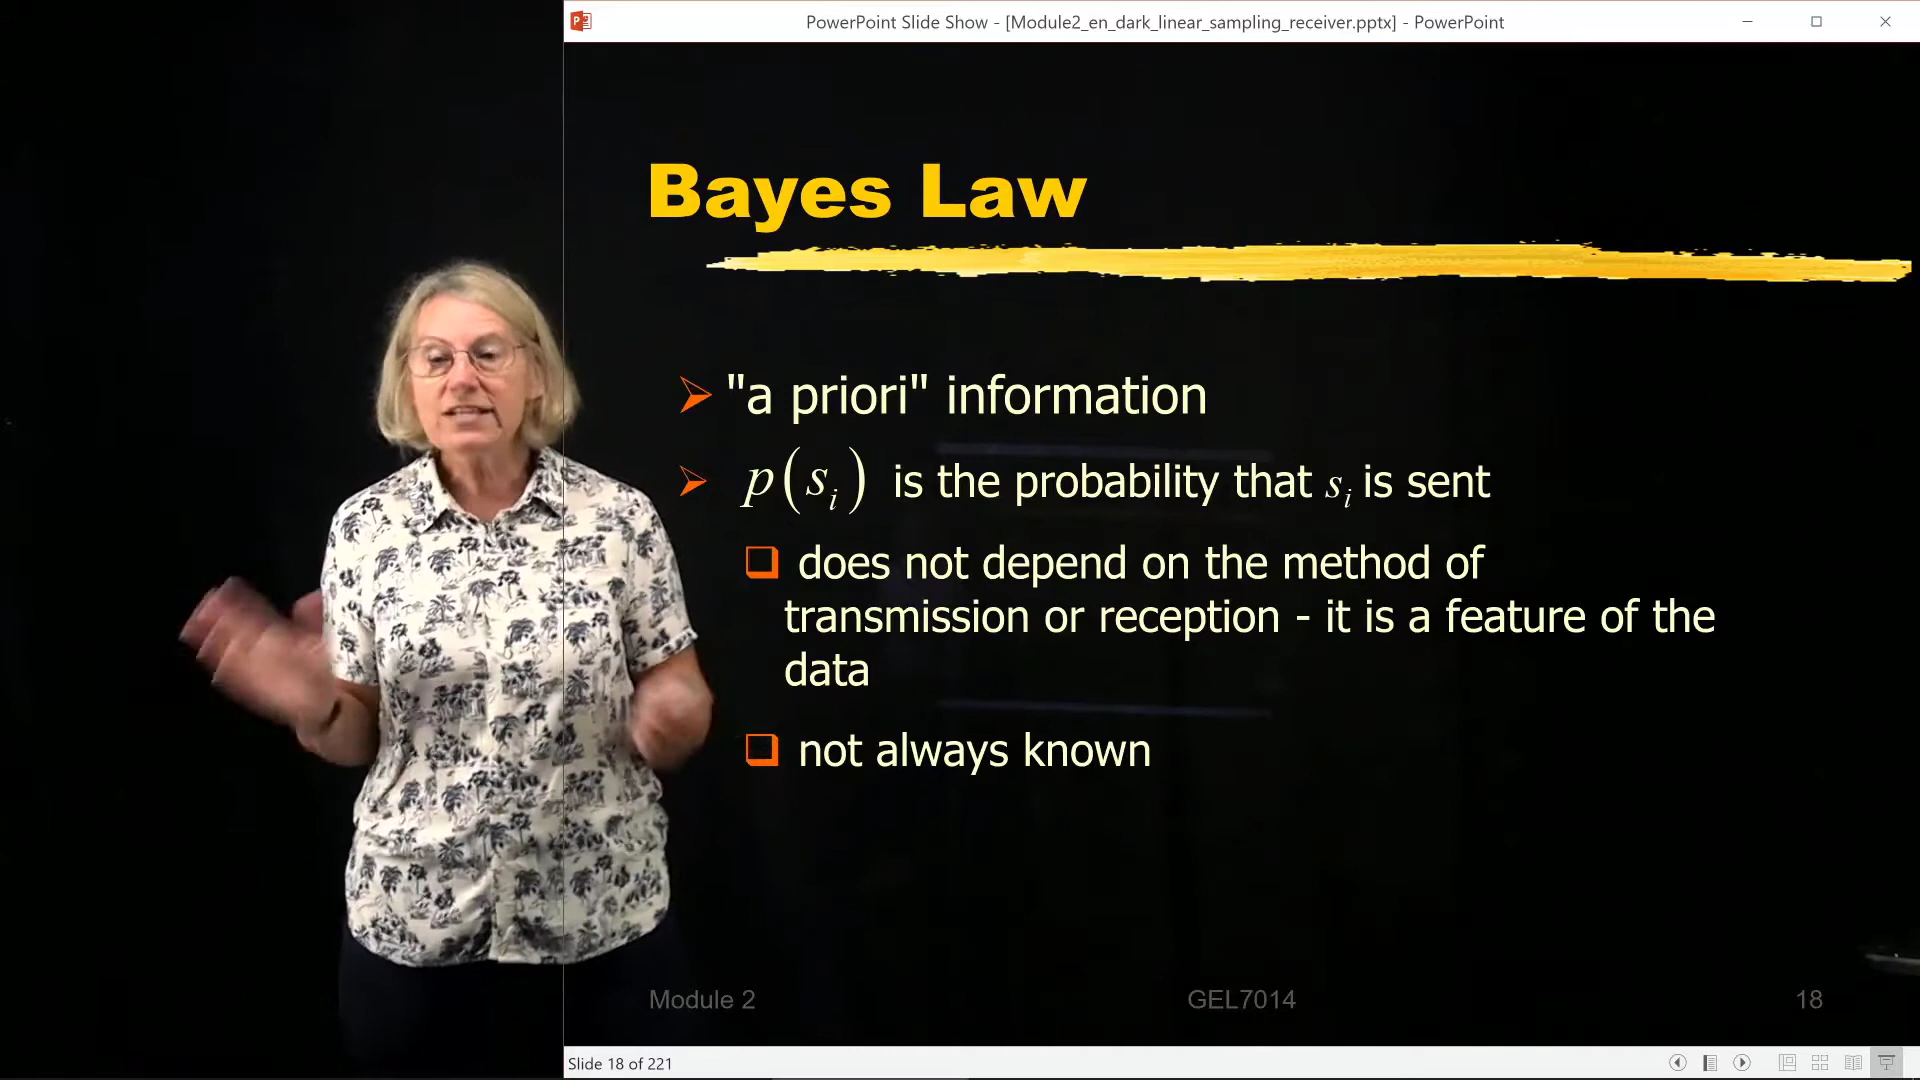 PowerPoint Slide Show - [Module2_en_dark_linear_sampling_receiver.pptx] - PowerPoint
Bayes Law
"a priori" information
p(s_i) is the probability that s_i is sent
does not depend on the method of
transmission or reception - it is a feature of the
data
not always known
Module 2 GEL7014 18
Slide 18 of 221